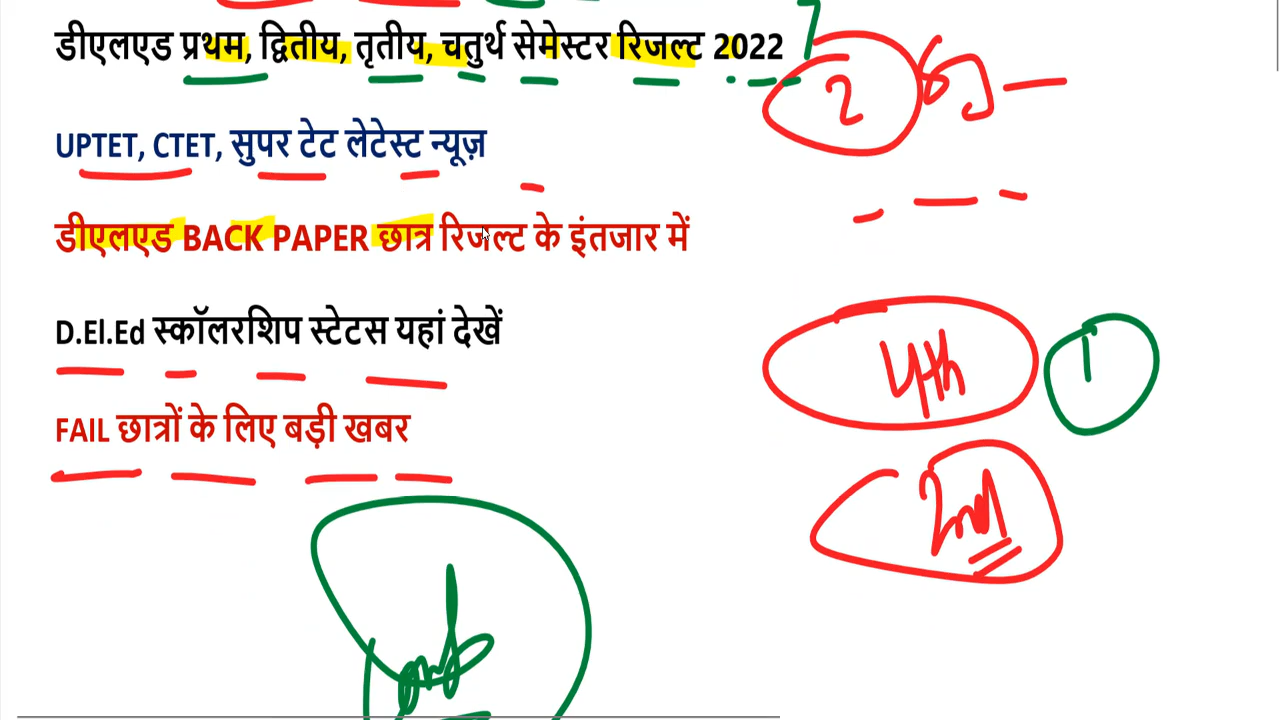 डीएलएड प्रथम, द्वितीय, तृतीय, चतुर्थ सेमेस्टर रिजल्ट 2022
2
UPTET, CTET, सुपर टेट लेटेस्ट न्यूज़
डीएलएड BACK PAPER छात्र रिजल्ट के इंतजार में
D.El.Ed स्कॉलरशिप स्टेटस यहां देखें
4th
1
FAIL छात्रों के लिए बड़ी खबर
2nd